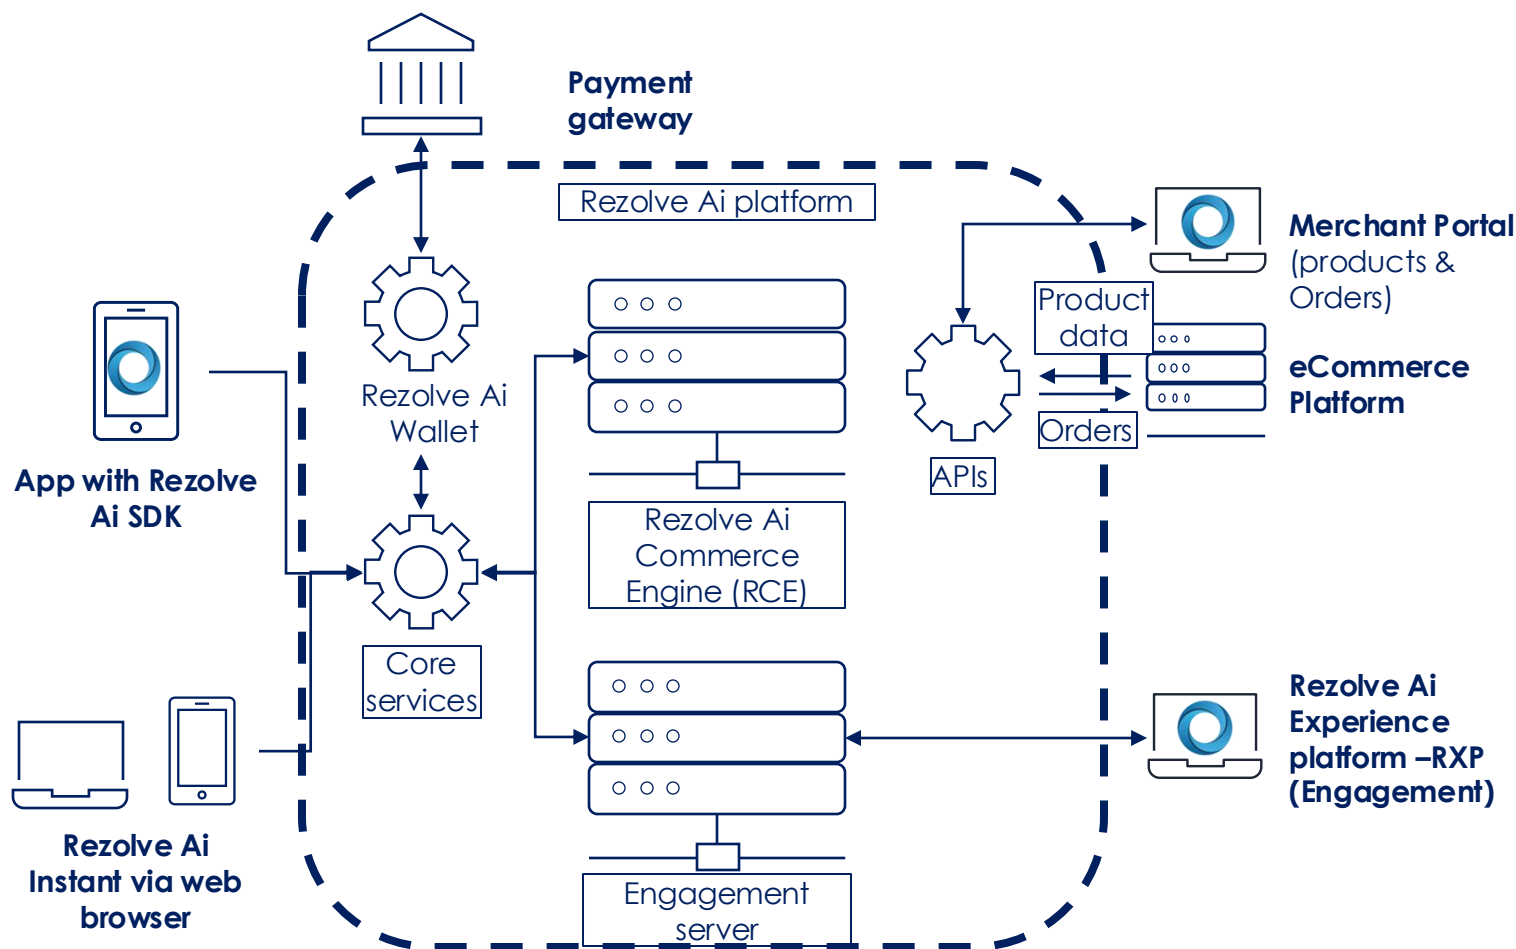 Payment
gateway
Rezolve Ai platform
Merchant Portal
(products &
Orders)
Product
data
eCommerce
Platform
Orders
APIs
Rezolve Ai
Wallet
App with Rezolve
Ai SDK
Rezolve Ai
Commerce
Engine (RCE)
Core
services
Rezolve Ai
Experience
platform –RXP
(Engagement)
Rezolve Ai
Instant via web
browser
Engagement
server